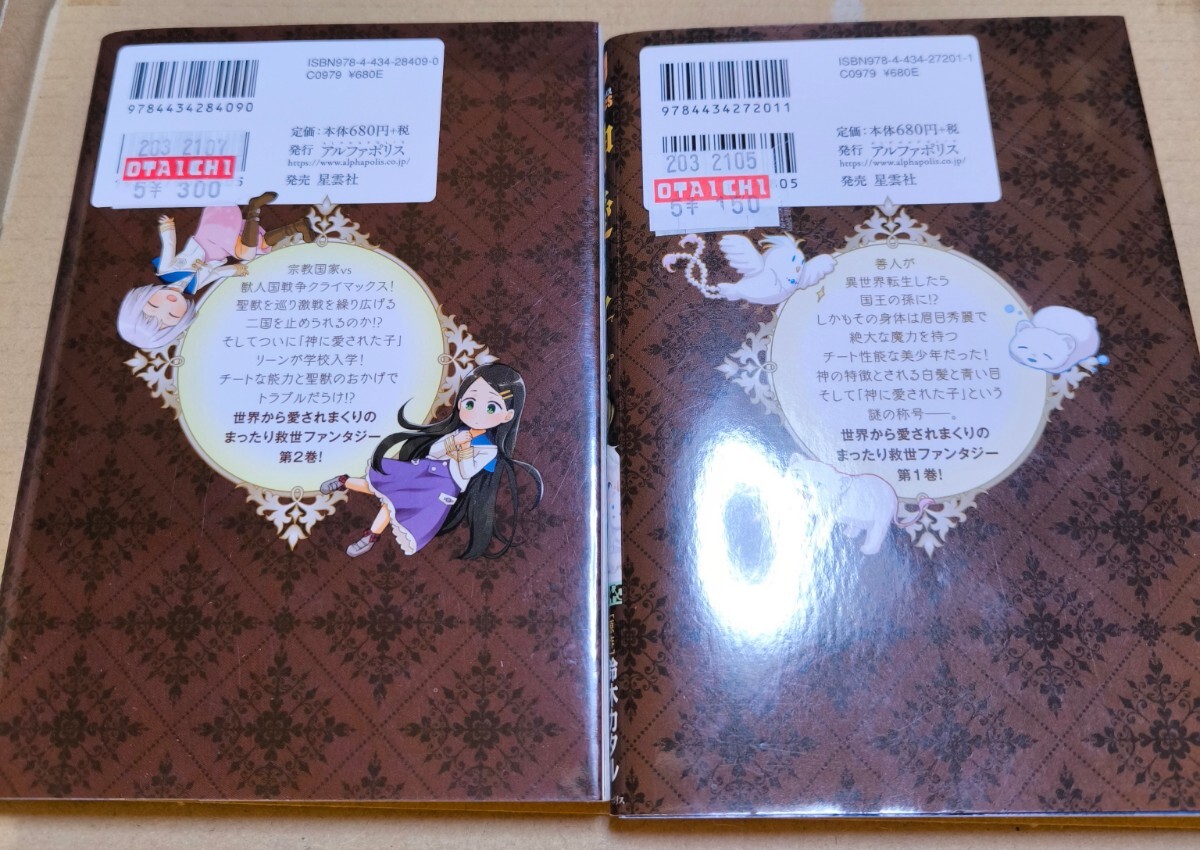 ISBN978-4-434-28409-0
C0979 ¥680E
9784434284090
定価:本体680円+税
発行 アルファポリス
https://www.alphapolis.co.jp/
発売 星雲社
203 2107
OTA1CHI
5¥ 300
宗教国家vs
獣人国戦争クライマックス!
聖獣を巡り激戦を繰り広げる
二国を止められるのか!?
そしてついに「神に愛された子」
リーンが学校入学!
チートな能力と聖獣のおかげで
トラブルだらけ!?
世界から愛されまくりの
まったり救世ファンタジー
第2巻!
ISBN978-4-434-27201-1
C0979 ¥680E
9784434272011
定価:本体680円+税
発行 アルファポリス
https://www.alphapolis.co.jp/
発売 星雲社
203 2105
OTA1CHI
05
5¥ 150
善人が
異世界転生したら
国王の孫に!?
しかもその身体は眉目秀麗で
絶大な魔力を持つ
チート性能な美少年だった!
神の特徴とされる白髪と青い目
そして「神に愛された子」という
謎の称号――。
世界から愛されまくりの
まったり救世ファンタジー
第1巻!
鈴木カタル